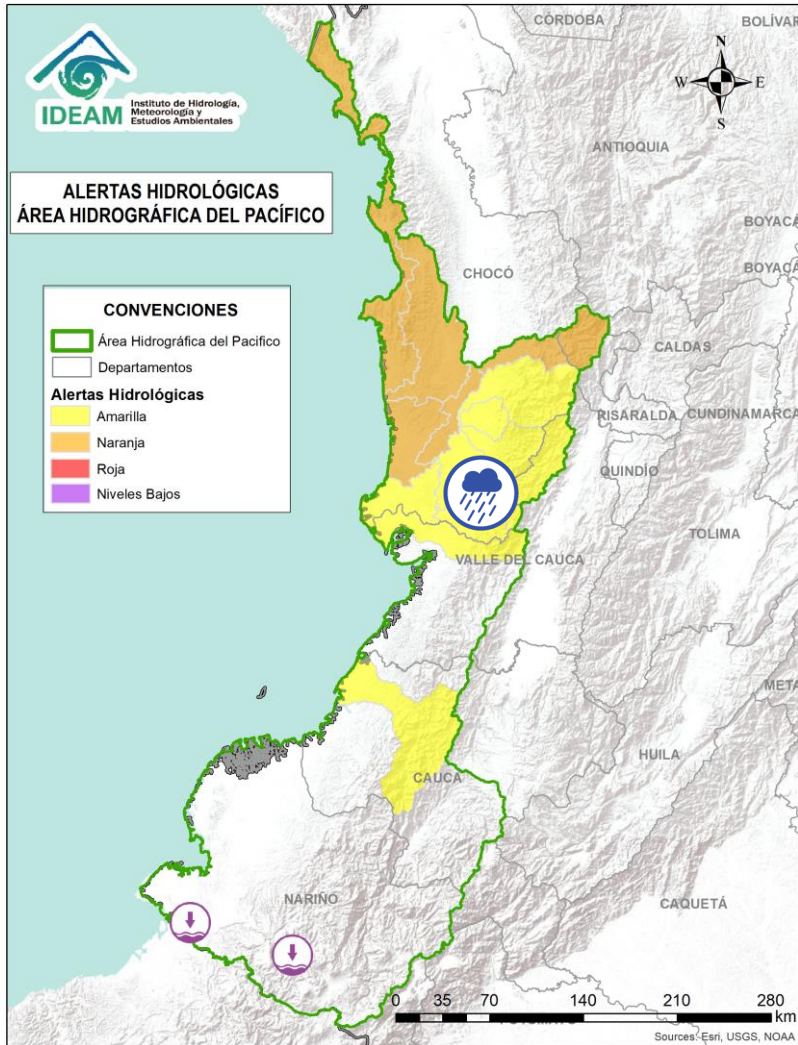 CÓRDOBA
BOLÍVAR
IDEAM
Instituto de Hidrología,
Meteorología y
Estudios Ambientales
N
W E
S
ANTIOQUIA
ALERTAS HIDROLÓGICAS
ÁREA HIDROGRÁFICA DEL PACÍFICO
BOYACÁ
BOYACÁ
CHOCÓ
CONVENCIONES
Área Hidrográfica del Pacifico
Departamentos
Alertas Hidrológicas
Amarilla
Naranja
Roja
Niveles Bajos
CALDAS
RISARALDA
CUNDINAMARCA
QUINDÍO
TOLIMA
VALLE DEL CAUCA
META
HUILA
CAUCA
NARIÑO
CAQUETÁ
0 35 70 140 210 280
km
Sources: Esri, USGS, NOAA